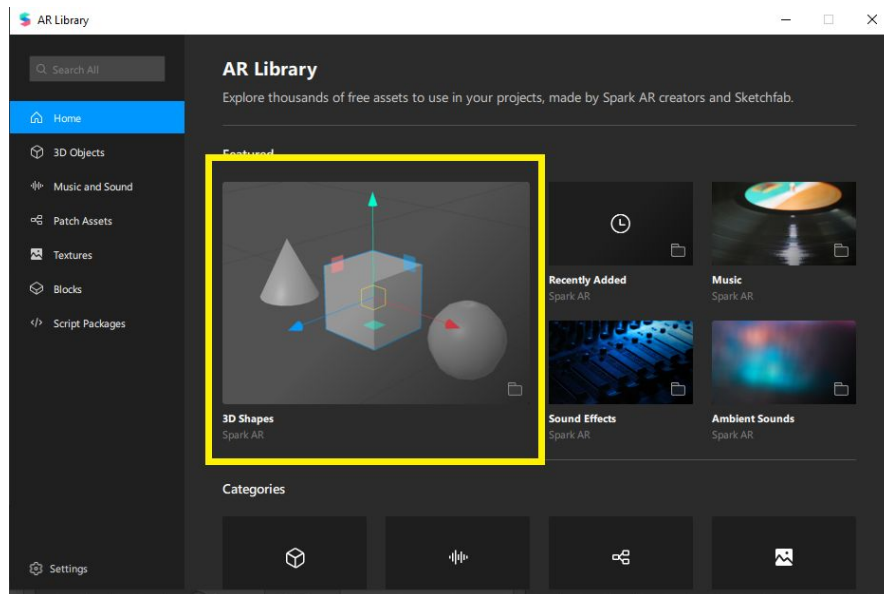 AR Library
Search All
Home
3D Objects
Music and Sound
Patch Assets
Textures
Blocks
Script Packages
Settings
AR Library
Explore thousands of free assets to use in your projects, made by Spark AR creators and Sketchfab.
Featured
3D Shapes
Spark AR
Recently Added
Spark AR
Music
Spark AR
Sound Effects
Spark AR
Ambient Sounds
Spark AR
Categories